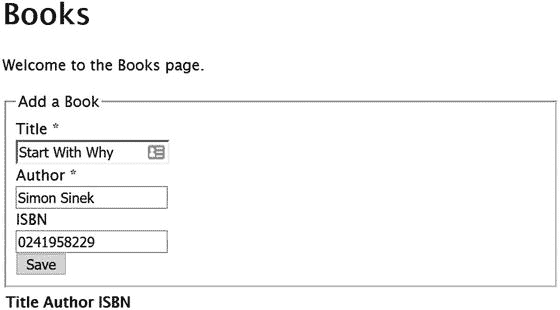 Books
Welcome to the Books page.
Add a Book
Title *
Start With Why
Author *
Simon Sinek
ISBN
0241958229
Save
Title Author ISBN